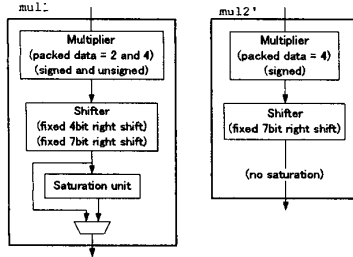 mul
Multiplier
(packed data = 2 and 4)
(signed and unsigned)
Shifter
(fixed 4bit right shift)
(fixed 7bit right shift)
Saturation unit
mul2'
Multiplier
(packed data = 4)
(signed)
Shifter
(fixed 7bit right shift)
(no saturation)